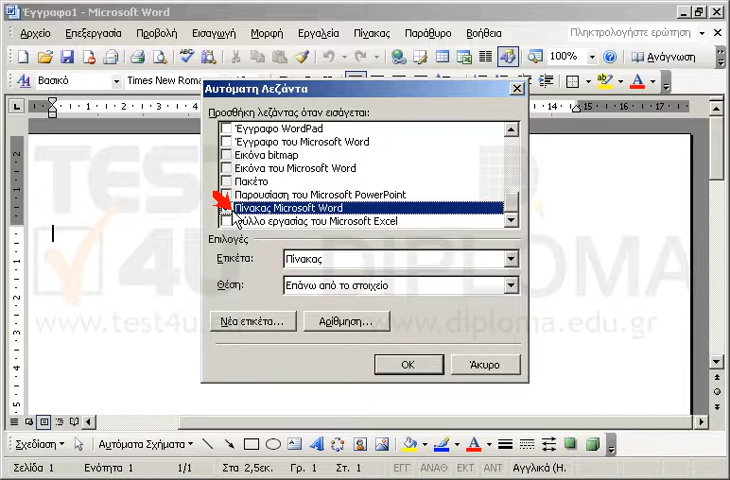 Έγγραφο1 - Microsoft Word
Αρχείο Επεξεργασία Προβολή Εισαγωγή Μορφή Εργαλεία Πίνακας Παράθυρο Βοήθεια Πληκτρολογήστε ερώτηση
100% Ανάγνωση
Βασικό Times New Roma
Αυτόματη Λεζάντα
Προσθήκη λεζάντας όταν εισάγεται:
Έγγραφο WordPad
Έγγραφο του Microsoft Word
Εικόνα bitmap
Εικόνα του Microsoft Word
Πακέτο
Παρουσίαση του Microsoft PowerPoint
Πίνακας Microsoft Word
Φύλλο εργασίας του Microsoft Excel
Επιλογές
Ετικέτα: Πίνακας
Θέση: Επάνω από το στοιχείο
Νέα ετικέτα... Αρίθμηση...
OK Άκυρο
TEST4U DIPLOMA
www.test4u. diploma.edu.gr
Σχεδίαση Αυτόματα Σχήματα
Σελίδα 1 Ενότητα 1 1/1 Στα 2,5εκ. Γρ. 1 Στ. 1 ΕΓΓ ΑΝΑΘ ΕΚΤ ΑΝΤ Αγγλικά (Η.